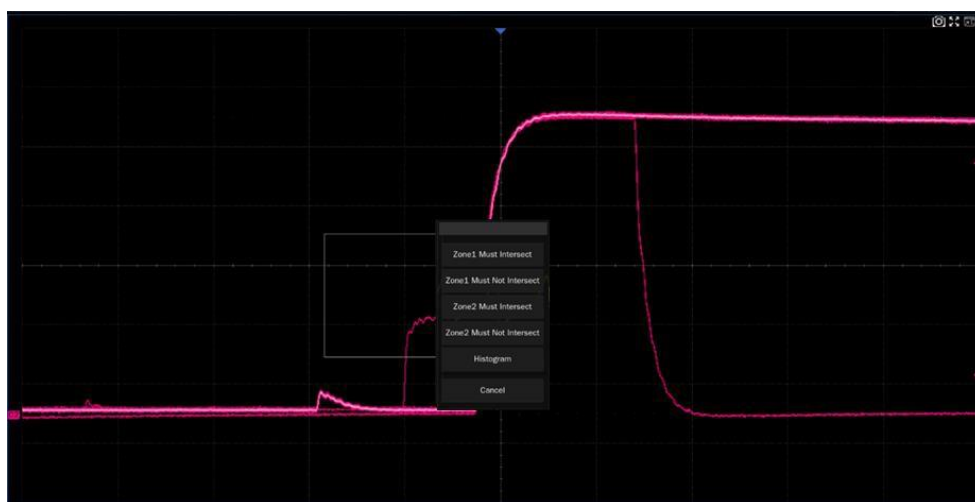 Zone1 Must Intersect
Zone1 Must Not Intersect
Zone2 Must Intersect
Zone2 Must Not Intersect
Histogram
Cancel